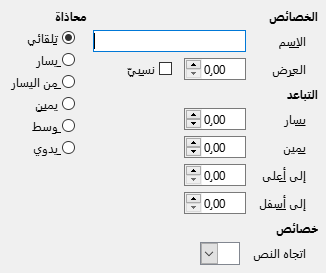 الخصائص
الاسم
العرض
0,00
نسبيّ
التباعد
يسار
0,00
يمين
0,00
إلى أعلى
0,00
إلى أسفل
0,00
خصائص
اتجاه النص
محاذاة
تلقائي
يسار
من اليسار
يمين
وسط
يدوي